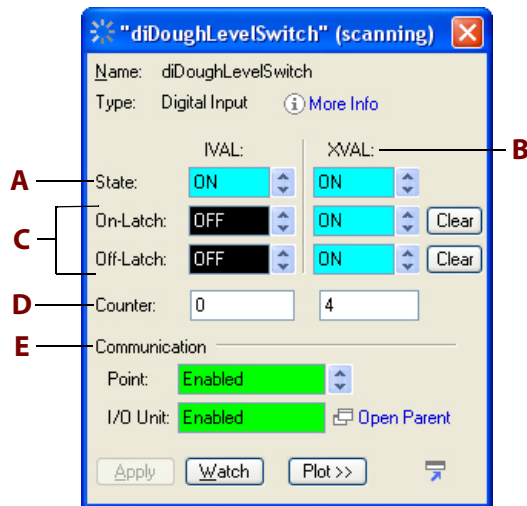 "diDoughLevelSwitch" (scanning)
Name: diDoughLevelSwitch
Type: Digital Input i More Info
IVAL: XVAL: B
A State: ON ON
C
On-Latch: OFF ON Clear
Off-Latch: OFF ON Clear
D Counter: 0 4
E Communication
Point: Enabled
I/O Unit: Enabled Open Parent
Apply Watch Plot >>